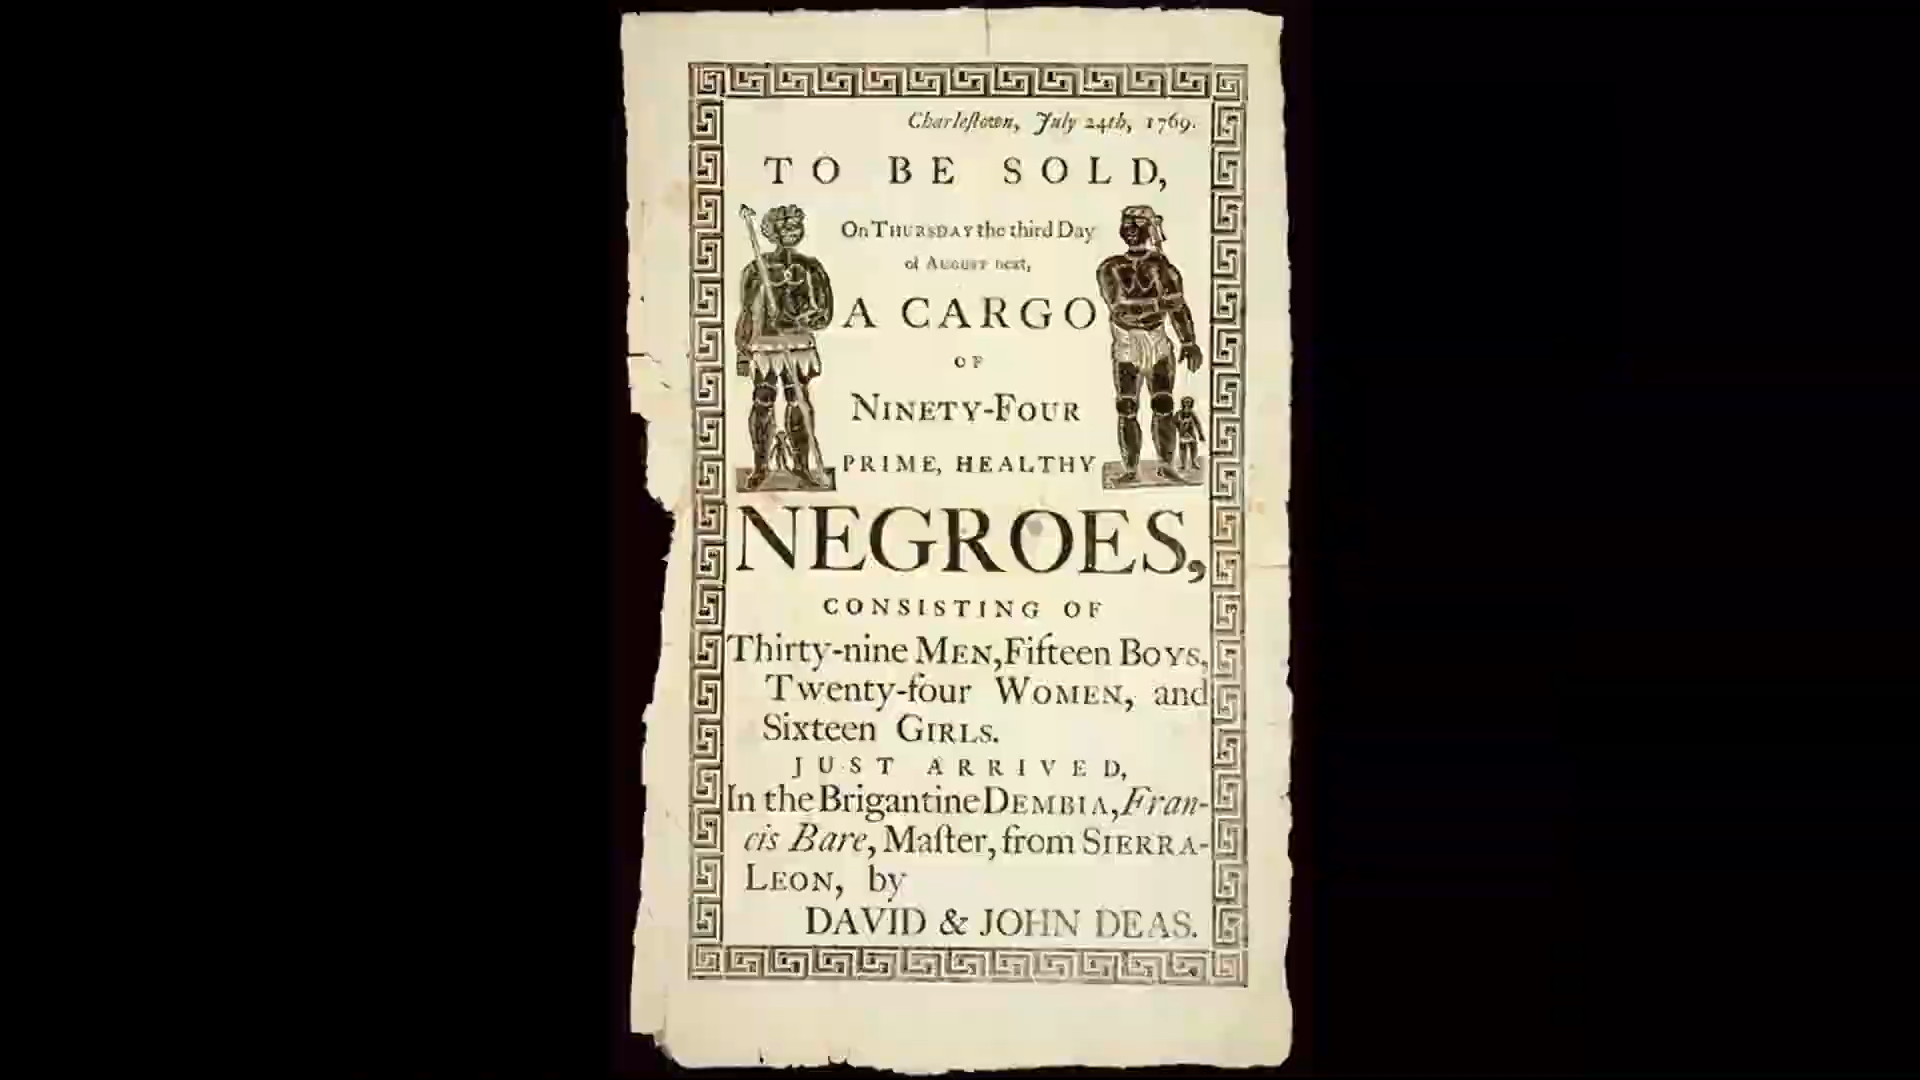 Charleſtown, July 24th, 1769.
TO BE SOLD,
On THURSDAY the third Day
of AUGUST next,
A CARGO
OF
NINETY-FOUR
PRIME, HEALTHY
NEGROES,
CONSISTING OF
Thirty-nine MEN, Fifteen BOYS,
Twenty-four WOMEN, and
Sixteen GIRLS.
JUST ARRIVED,
In the Brigantine DEMBIA, Fran-
cis Bare, Maſter, from SIERRA-
LEON, by
DAVID & JOHN DEAS.